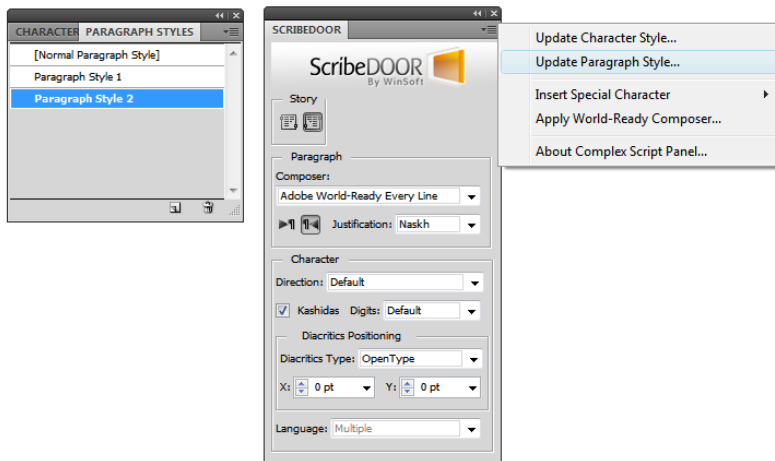 CHARACTER PARAGRAPH STYLES
[Normal Paragraph Style]
Paragraph Style 1
Paragraph Style 2
SCRIBEDOOR
ScribeDOOR
By WinSoft
Story
Paragraph
Composer:
Adobe World-Ready Every Line
Justification: Naskh
Character
Direction: Default
Kashidas Digits: Default
Diacritics Positioning
Diacritics Type: OpenType
X: 0 pt Y: 0 pt
Language: Multiple
Update Character Style...
Update Paragraph Style...
Insert Special Character
Apply World-Ready Composer...
About Complex Script Panel...